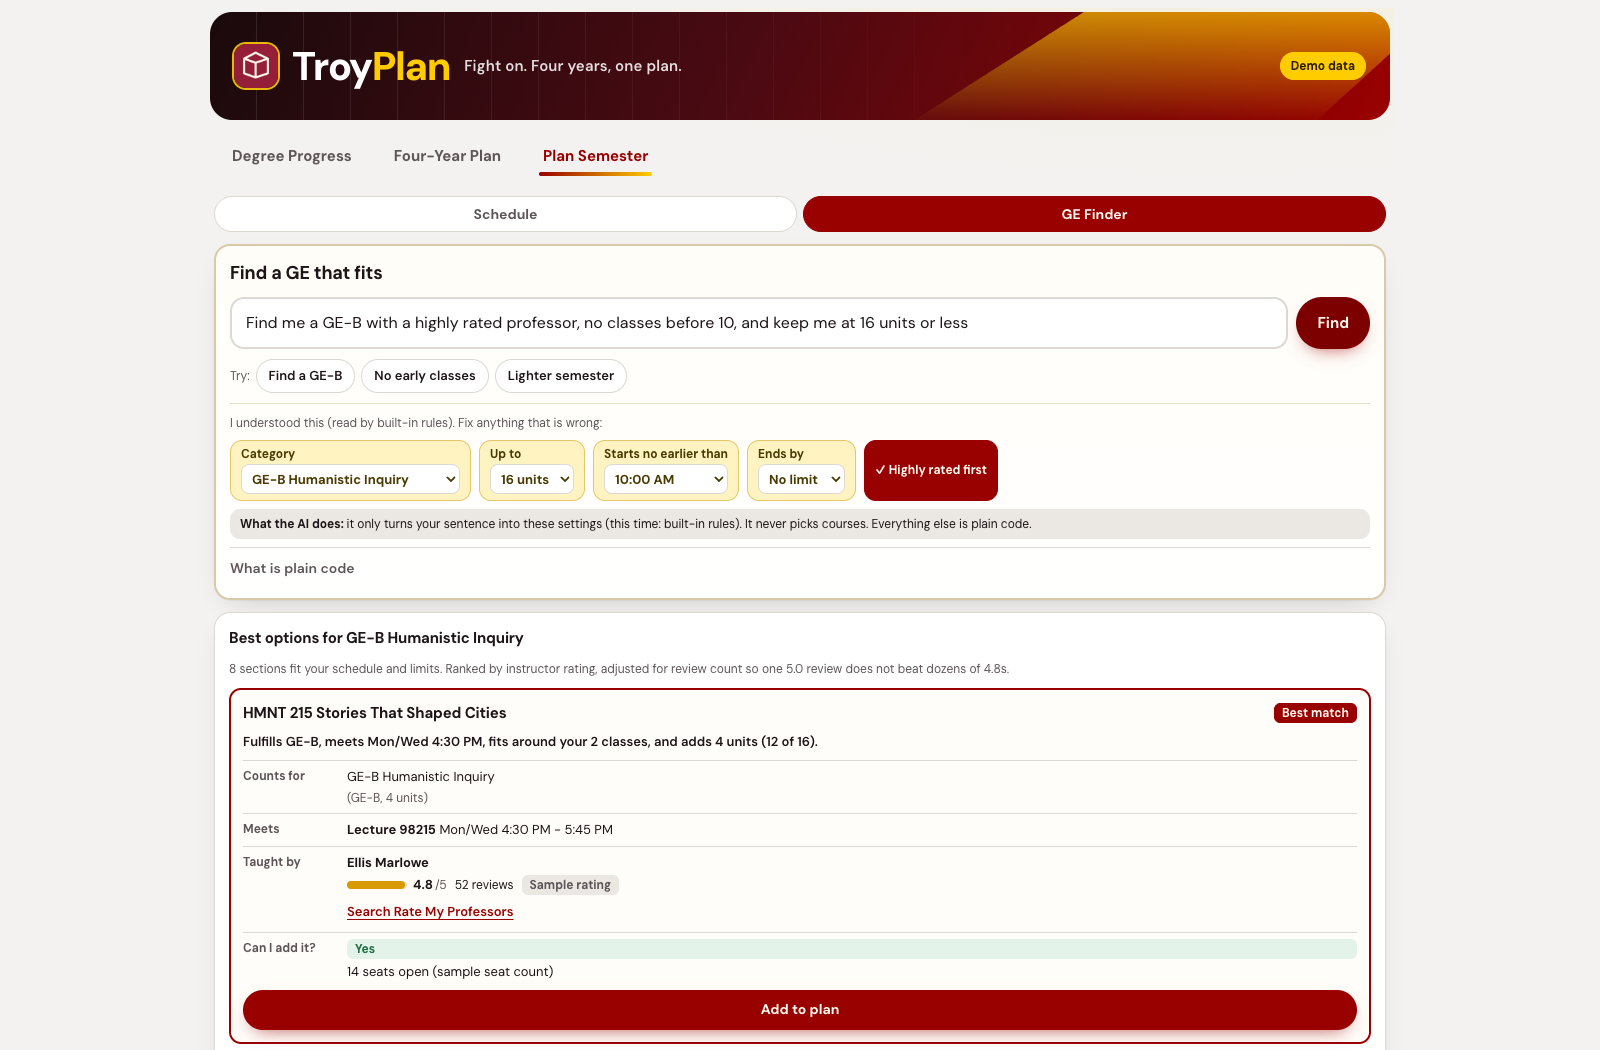 TroyPlan Fight on. Four years, one plan. Demo data
Degree Progress Four-Year Plan Plan Semester
Schedule GE Finder
Find a GE that fits
Find me a GE-B with a highly rated professor, no classes before 10, and keep me at 16 units or less Find
Try: Find a GE-B No early classes Lighter semester
I understood this (read by built-in rules). Fix anything that is wrong:
Category Up to Starts no earlier than Ends by
GE-B Humanistic Inquiry 16 units 10:00 AM No limit ✓ Highly rated first
What the AI does: it only turns your sentence into these settings (this time: built-in rules). It never picks courses. Everything else is plain code.
What is plain code
Best options for GE-B Humanistic Inquiry
8 sections fit your schedule and limits. Ranked by instructor rating, adjusted for review count so one 5.0 review does not beat dozens of 4.8s.
HMNT 215 Stories That Shaped Cities Best match
Fulfills GE-B, meets Mon/Wed 4:30 PM, fits around your 2 classes, and adds 4 units (12 of 16).
Counts for GE-B Humanistic Inquiry
(GE-B, 4 units)
Meets Lecture 98215 Mon/Wed 4:30 PM - 5:45 PM
Taught by Ellis Marlowe
4.8 /5 52 reviews Sample rating
Search Rate My Professors
Can I add it? Yes
14 seats open (sample seat count)
Add to plan